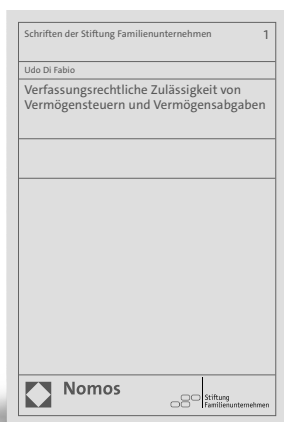 Schriften der Stiftung Familienunternehmen 1
Udo Di Fabio
Verfassungsrechtliche Zulässigkeit von
Vermögensteuern und Vermögensabgaben
Nomos
Stiftung
Familienunternehmen